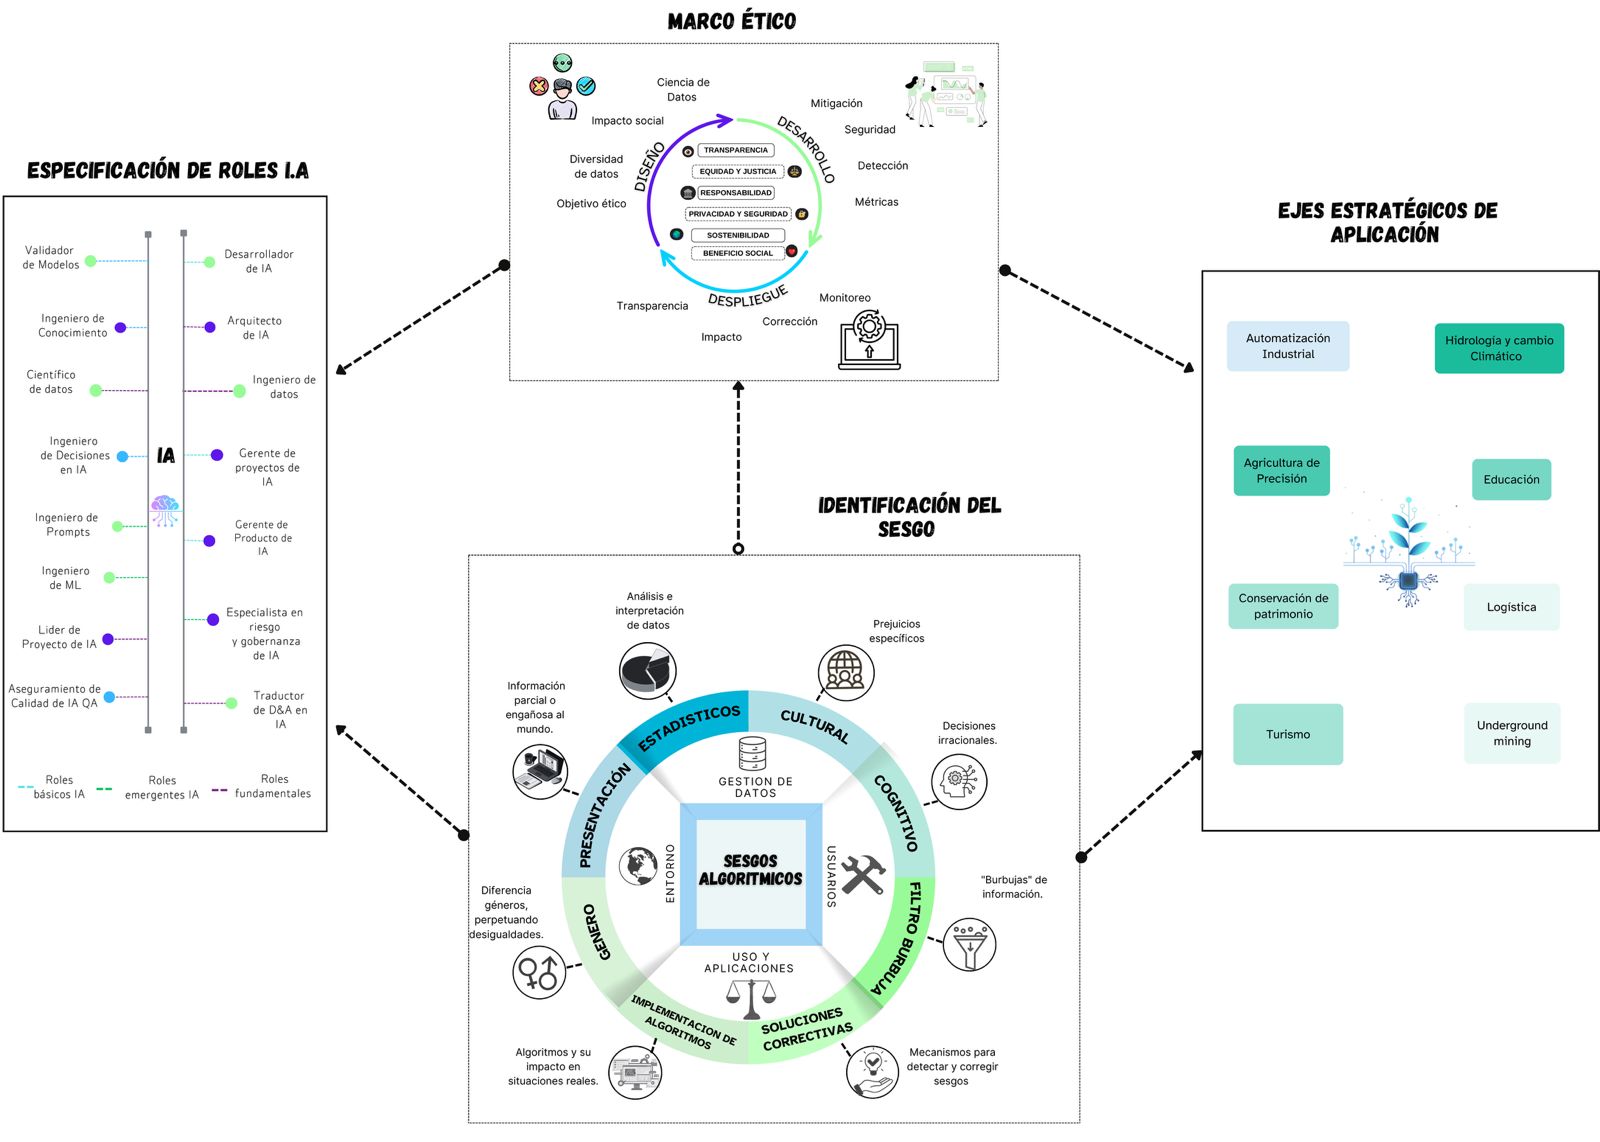 MARCO ÉTICO
Ciencia de
Datos
Impacto social
Diversidad
de datos
Objetivo ético
DISEÑO
DESARROLLO
DESPLIEGUE
TRANSPARENCIA
EQUIDAD Y JUSTICIA
RESPONSABILIDAD
PRIVACIDAD Y SEGURIDAD
SOSTENIBILIDAD
BENEFICIO SOCIAL
Mitigación
Seguridad
Detección
Métricas
Transparencia
Impacto
Corrección
Monitoreo
ESPECIFICACIÓN DE ROLES I.A
Validador
de Modelos
Ingeniero de
Conocimiento
Científico
de datos
Ingeniero
de Decisiones
en IA
Ingeniero de
Prompts
Ingeniero
de ML
Lider de
Proyecto de IA
Aseguramiento de
Calidad de IA QA
IA
Desarrollador
de IA
Arquitecto
de IA
Ingeniero de
datos
Gerente de
proyectos de
IA
Gerente de
Producto de
IA
Especialista en
riesgo
y gobernanza
de IA
Traductor
de D&A en
IA
Roles
básicos IA
Roles
emergentes IA
Roles
fundamentales
EJES ESTRATÉGICOS DE
APLICACIÓN
Automatización
Industrial
Hidrología y cambio
Climático
Agricultura de
Precisión
Educación
Conservación de
patrimonio
Logística
Turismo
Underground
mining
IDENTIFICACIÓN DEL
SESGO
Análisis e
interpretación
de datos
Prejuicios
específicos
Información
parcial o
engañosa al
mundo.
Decisiones
irracionales.
Diferencia
géneros,
perpetuando
desigualdades.
"Burbujas" de
información.
Algoritmos y su
impacto en
situaciones reales.
Mecanismos para
detectar y corregir
sesgos
ESTADISTICOS
CULTURAL
COGNITIVO
FILTRO BURBUJA
SOLUCIONES
CORRECTIVAS
IMPLEMENTACION DE
ALGORITMOS
GENERO
PRESENTACIÓN
GESTION DE
DATOS
ENTORNO
USUARIOS
USO Y
APLICACIONES
SESGOS
ALGORITMICOS